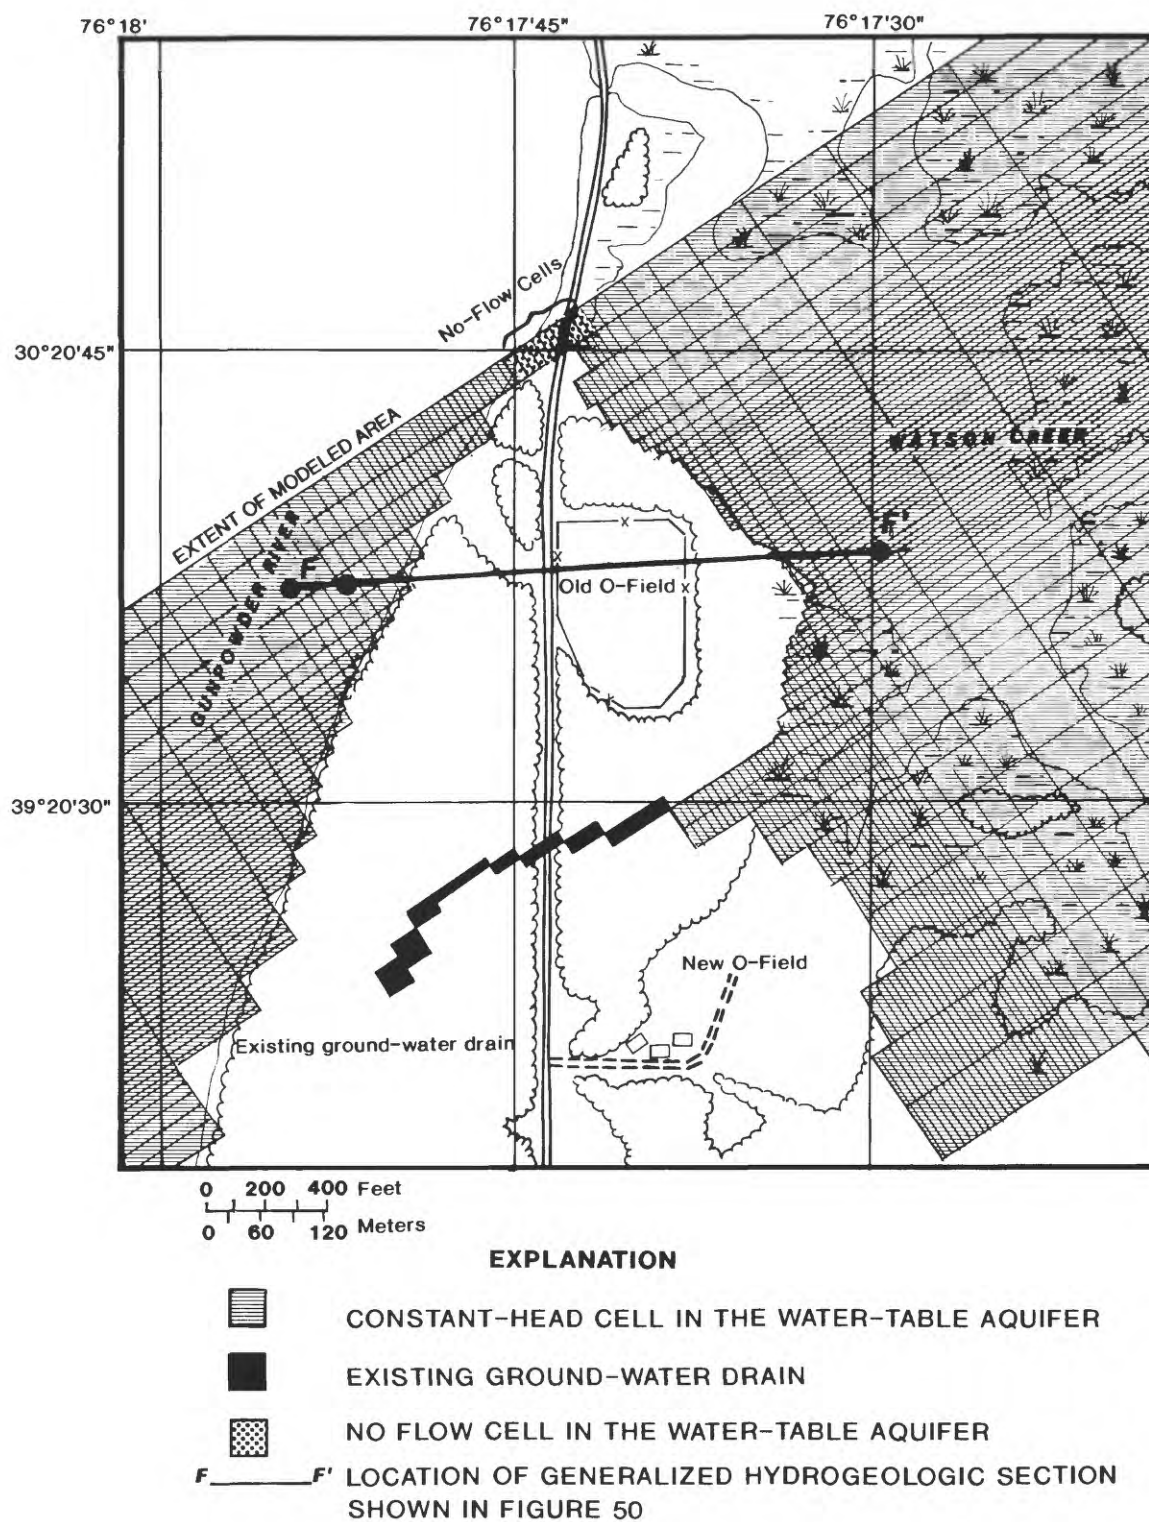 76°18' 76°17'45" 76°17'30"
No-Flow Cells
30°20'45"
EXTENT OF MODELED AREA
WATSON CREEK
GUNPOWDER RIVER
F F'
Old O-Field
39°20'30"
New O-Field
Existing ground-water drain
0 200 400 Feet
0 60 120 Meters
EXPLANATION
CONSTANT-HEAD CELL IN THE WATER-TABLE AQUIFER
EXISTING GROUND-WATER DRAIN
NO FLOW CELL IN THE WATER-TABLE AQUIFER
F F' LOCATION OF GENERALIZED HYDROGEOLOGIC SECTION
SHOWN IN FIGURE 50